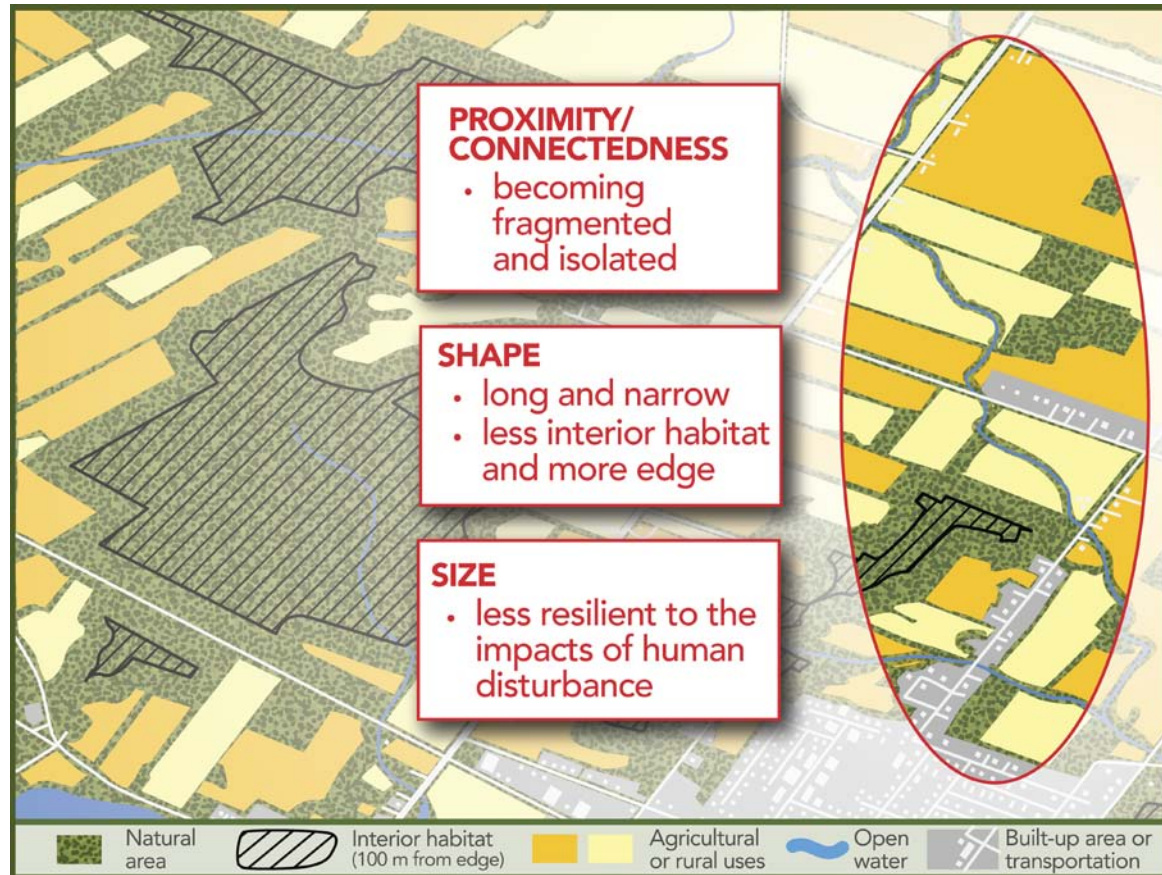 PROXIMITY/
CONNECTEDNESS
• becoming
fragmented
and isolated
SHAPE
• long and narrow
• less interior habitat
and more edge
SIZE
• less resilient to the
impacts of human
disturbance
Natural
area
Interior habitat
(100 m from edge)
Agricultural
or rural uses
Open
water
Built-up area or
transportation